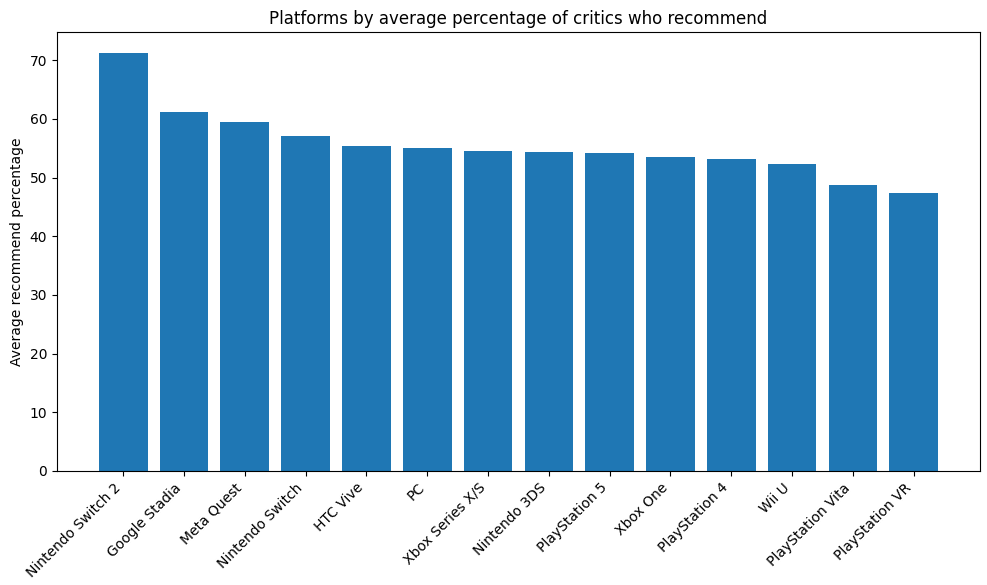 Platforms by average percentage of critics who recommend
Average recommend percentage
70
60
50
40
30
20
10
0
Nintendo Switch 2
Google Stadia
Meta Quest
Nintendo Switch
HTC Vive
PC
Xbox Series X/S
Nintendo 3DS
PlayStation 5
Xbox One
PlayStation 4
Wii U
PlayStation Vita
PlayStation VR